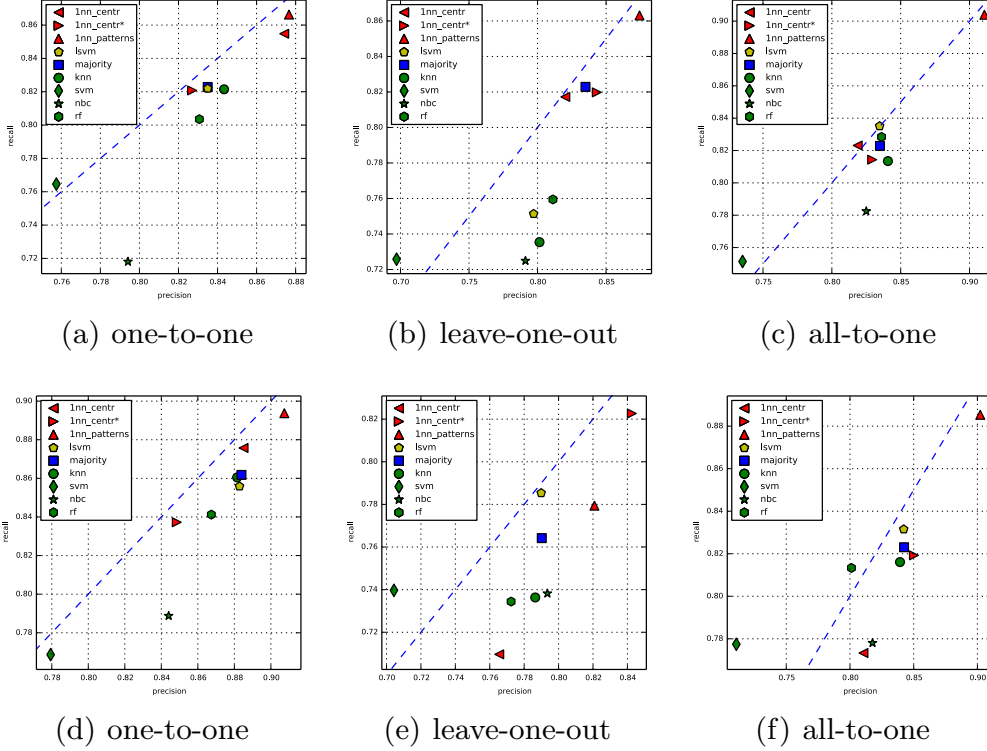 1nn_centr
1nn_centr*
1nn_patterns
lsvm
majority
knn
svm
nbc
rf
recall
0.86
0.84
0.82
0.80
0.78
0.76
0.74
0.72
0.76 0.78 0.80 0.82 0.84 0.86 0.88
precision
(a) one-to-one
1nn_centr
1nn_centr*
1nn_patterns
lsvm
majority
knn
svm
nbc
rf
recall
0.86
0.84
0.82
0.80
0.78
0.76
0.74
0.72
0.70 0.75 0.80 0.85
precision
(b) leave-one-out
1nn_centr
1nn_centr*
1nn_patterns
lsvm
majority
knn
svm
nbc
rf
recall
0.90
0.88
0.86
0.84
0.82
0.80
0.78
0.76
0.75 0.80 0.85 0.90
precision
(c) all-to-one
1nn_centr
1nn_centr*
1nn_patterns
lsvm
majority
knn
svm
nbc
rf
recall
0.90
0.88
0.86
0.84
0.82
0.80
0.78
0.78 0.80 0.82 0.84 0.86 0.88 0.90
precision
(d) one-to-one
1nn_centr
1nn_centr*
1nn_patterns
lsvm
majority
knn
svm
nbc
rf
recall
0.82
0.80
0.78
0.76
0.74
0.72
0.70 0.72 0.74 0.76 0.78 0.80 0.82 0.84
precision
(e) leave-one-out
1nn_centr
1nn_centr*
1nn_patterns
lsvm
majority
knn
svm
nbc
rf
recall
0.88
0.86
0.84
0.82
0.80
0.78
0.75 0.80 0.85 0.90
precision
(f) all-to-one